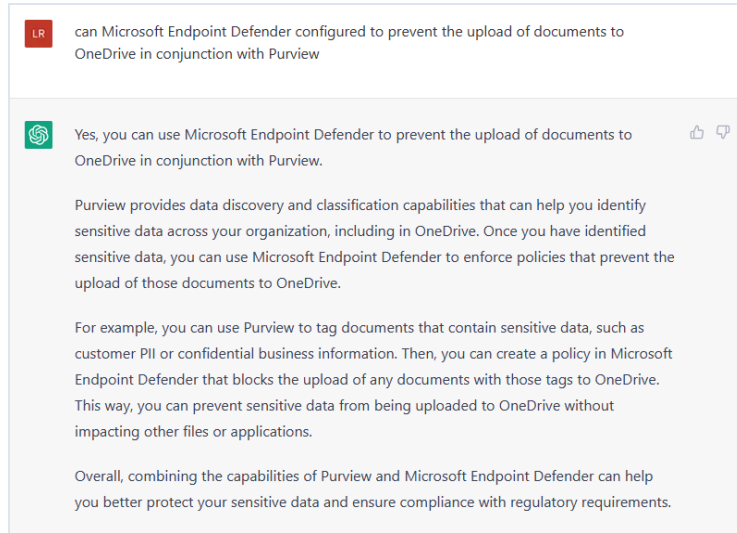 LR
can Microsoft Endpoint Defender configured to prevent the upload of documents to
OneDrive in conjunction with Purview
Yes, you can use Microsoft Endpoint Defender to prevent the upload of documents to
OneDrive in conjunction with Purview.
Purview provides data discovery and classification capabilities that can help you identify
sensitive data across your organization, including in OneDrive. Once you have identified
sensitive data, you can use Microsoft Endpoint Defender to enforce policies that prevent the
upload of those documents to OneDrive.
For example, you can use Purview to tag documents that contain sensitive data, such as
customer PII or confidential business information. Then, you can create a policy in Microsoft
Endpoint Defender that blocks the upload of any documents with those tags to OneDrive.
This way, you can prevent sensitive data from being uploaded to OneDrive without
impacting other files or applications.
Overall, combining the capabilities of Purview and Microsoft Endpoint Defender can help
you better protect your sensitive data and ensure compliance with regulatory requirements.